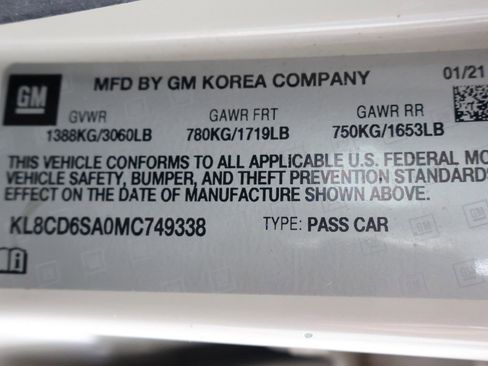 GM
MFD BY GM KOREA COMPANY
01/21
GVWR GAWR FRT GAWR RR
1388KG/3060LB 780KG/1719LB 750KG/1653LB
THIS VEHICLE CONFORMS TO ALL APPLICABLE U.S. FEDERAL MO
VEHICLE SAFETY, BUMPER, AND THEFT PREVENTION STANDARDS
EFFECT ON THE DATE OF MANUFACTURE SHOWN ABOVE.
KL8CD6SA0MC749338 TYPE: PASS CAR